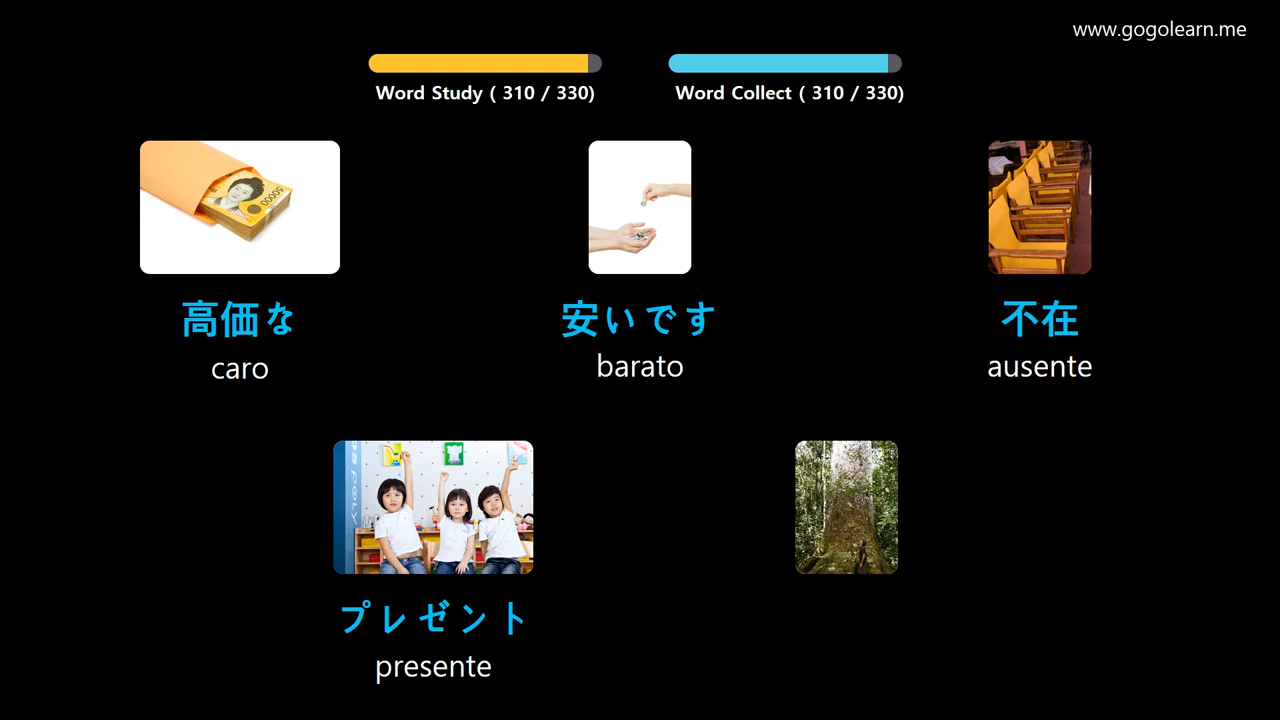 www.gogolearn.me
Word Study ( 310 / 330)
Word Collect ( 310 / 330)
50000
高価な
caro
安いです
barato
不在
ausente
プレゼント
presente